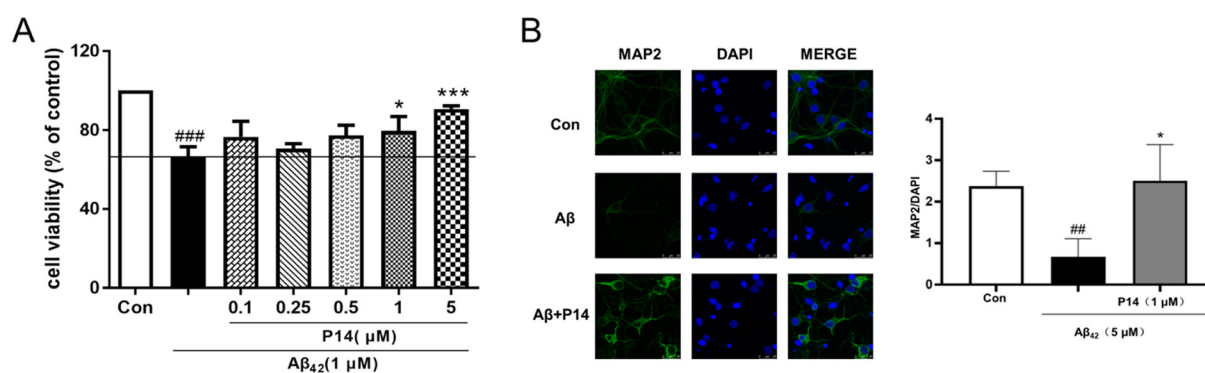 A
cell viability (% of control)
120
80
40
0
###
*
***
Con
0.1
0.25
0.5
1
5
P14( μM)
Aβ42(1 μM)
B
MAP2
DAPI
MERGE
Con
Aβ
Aβ+P14
MAP2/DAPI
4
3
2
1
0
##
*
Con
P14（1 μM）
Aβ42（5 μM）